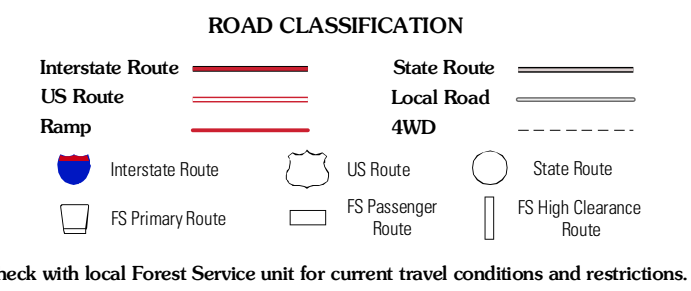 ROAD CLASSIFICATION
Interstate Route
State Route
US Route
Local Road
Ramp
4WD
Interstate Route
US Route
State Route
FS Primary Route
FS Passenger
Route
FS High Clearance
Route
heck with local Forest Service unit for current travel conditions and restrictions.